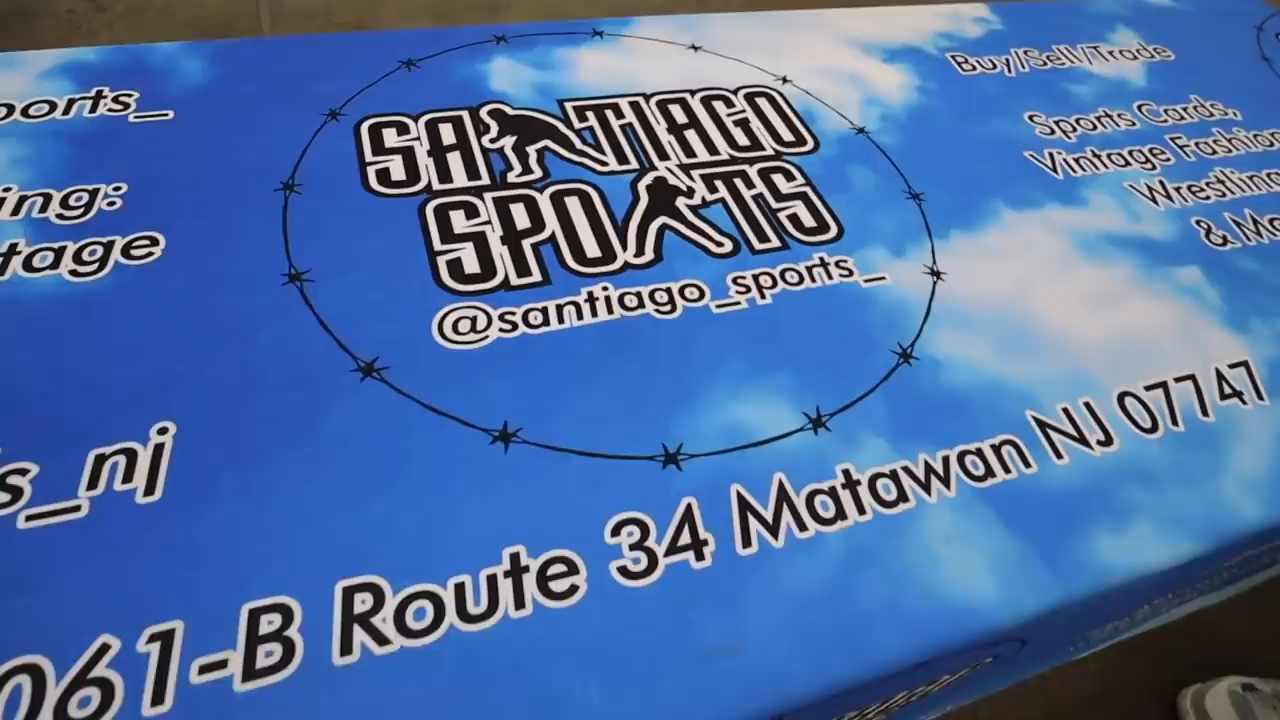 SANTIAGO
SPORTS
@santiago_sports_
Buy/Sell/Trade
Sports Cards,
Vintage Fashion
Wrestling
&
ports_
ing:
tage
s_nj
061-B Route 34 Matawan NJ 07747